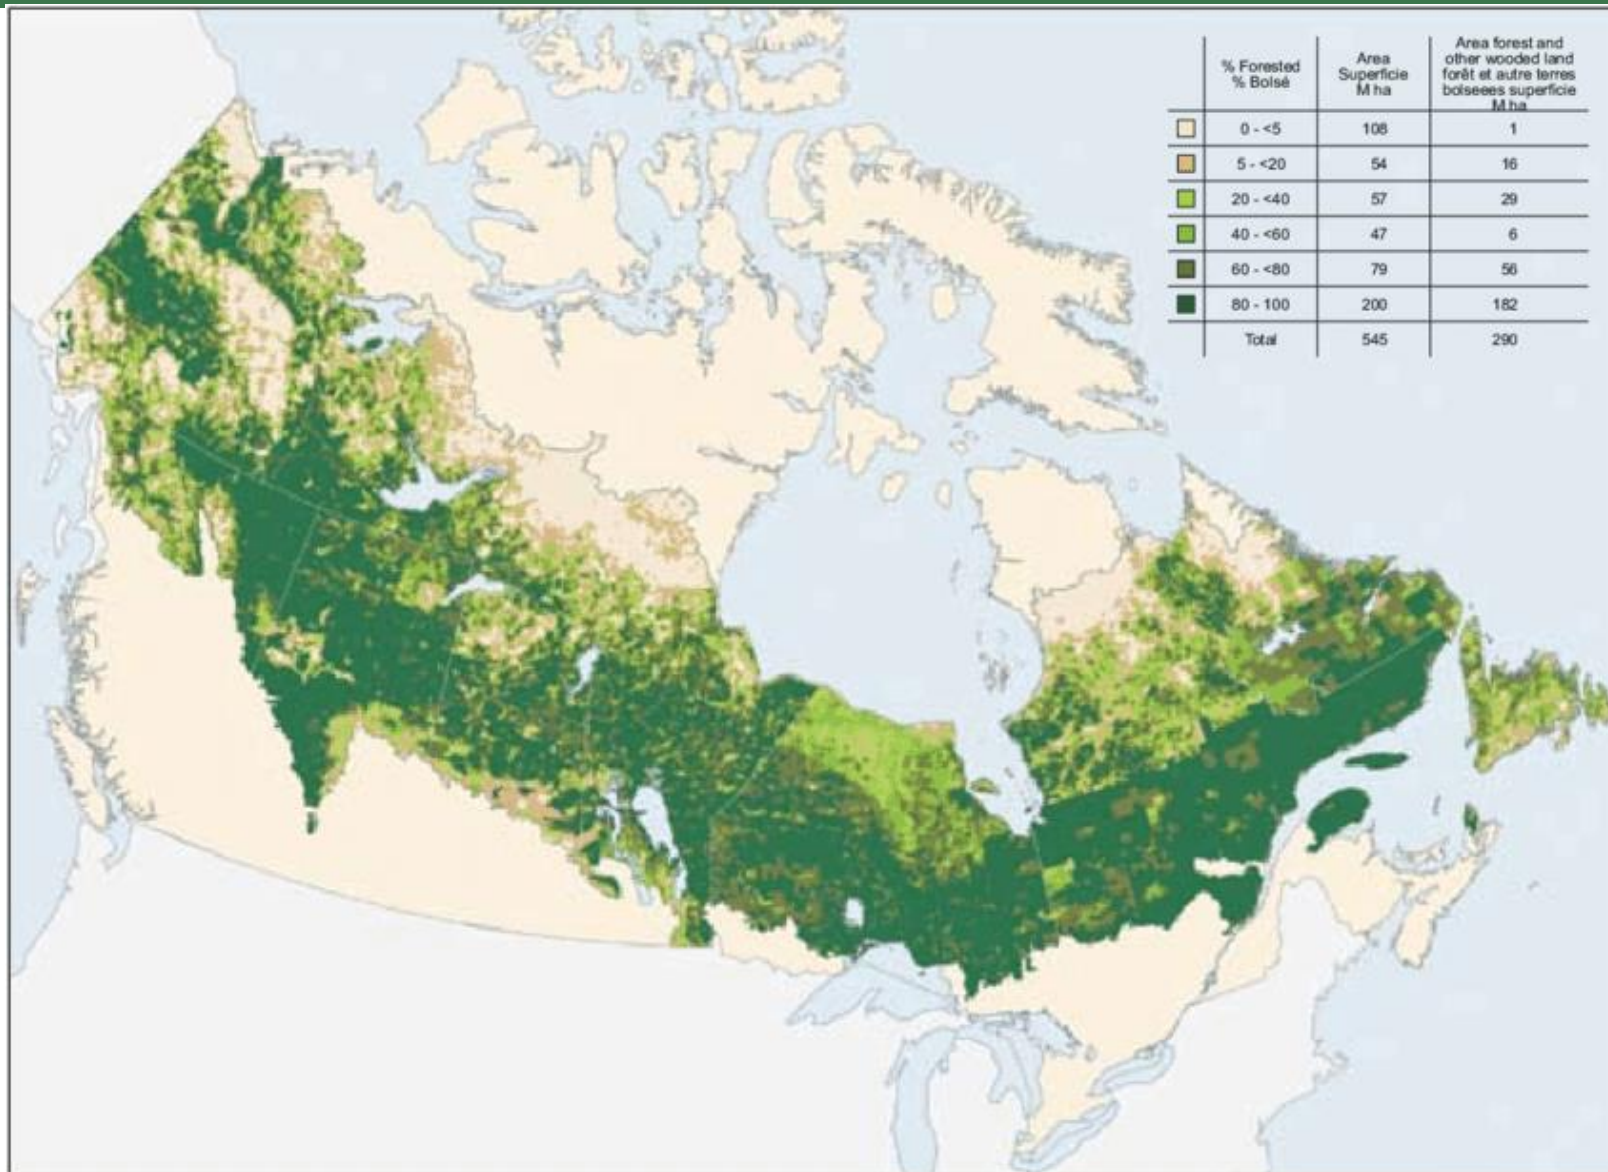 % Forested
% Bolsé
Area
Superficie
M ha
Area forest and
other wooded land
forêt et autre terres
bolseees superficie
M ha
0 - <5 108 1
5 - <20 54 16
20 - <40 57 29
40 - <60 47 6
60 - <80 79 56
80 - 100 200 182
Total 545 290